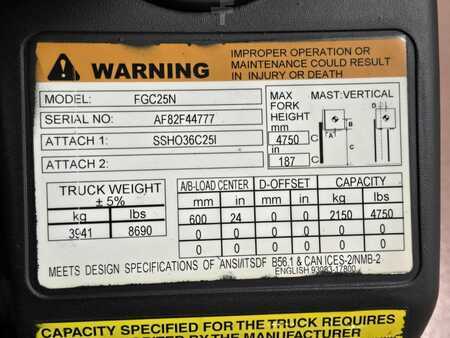 WARNING
IMPROPER OPERATION OR
MAINTENANCE COULD RESULT
IN INJURY OR DEATH
MODEL: FGC25N
SERIAL NO: AF82F44777
ATTACH 1: SSHO36C25I
ATTACH 2:
MAX
FORK
HEIGHT
mm
4750 C
in
187 C
MAST:VERTICAL
D
B
A
C
TRUCK WEIGHT
± 5%
kg lbs
3941 8690
A/B-LOAD CENTER D-OFFSET CAPACITY
mm in mm in kg lbs
600 24 0 0 2150 4750
0 0 0 0 0 0
0 0 0 0 0 0
MEETS DESIGN SPECIFICATIONS OF ANSI/ITSDF B56.1 & CAN ICES-2/NMB-2
ENGLISH 93983-17800
CAPACITY SPECIFIED FOR THE TRUCK REQUIRES
BY THE MANUFACTURER